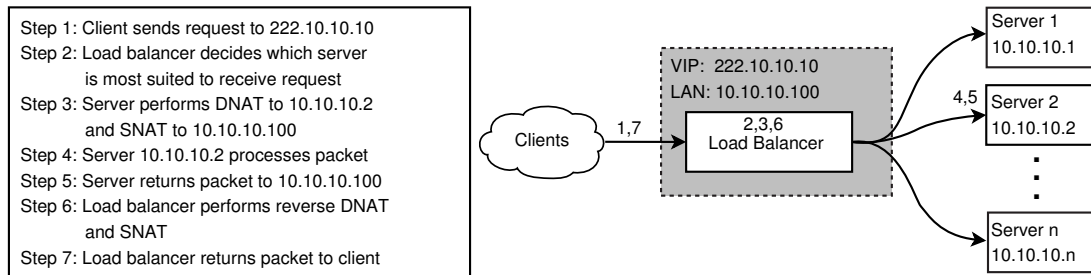 Step 1: Client sends request to 222.10.10.10
Step 2: Load balancer decides which server
is most suited to receive request
Step 3: Server performs DNAT to 10.10.10.2
and SNAT to 10.10.10.100
Step 4: Server 10.10.10.2 processes packet
Step 5: Server returns packet to 10.10.10.100
Step 6: Load balancer performs reverse DNAT
and SNAT
Step 7: Load balancer returns packet to client
Clients
1,7
VIP: 222.10.10.10
LAN: 10.10.10.100
2,3,6
Load Balancer
Server 1
10.10.10.1
4,5
Server 2
10.10.10.2
Server n
10.10.10.n